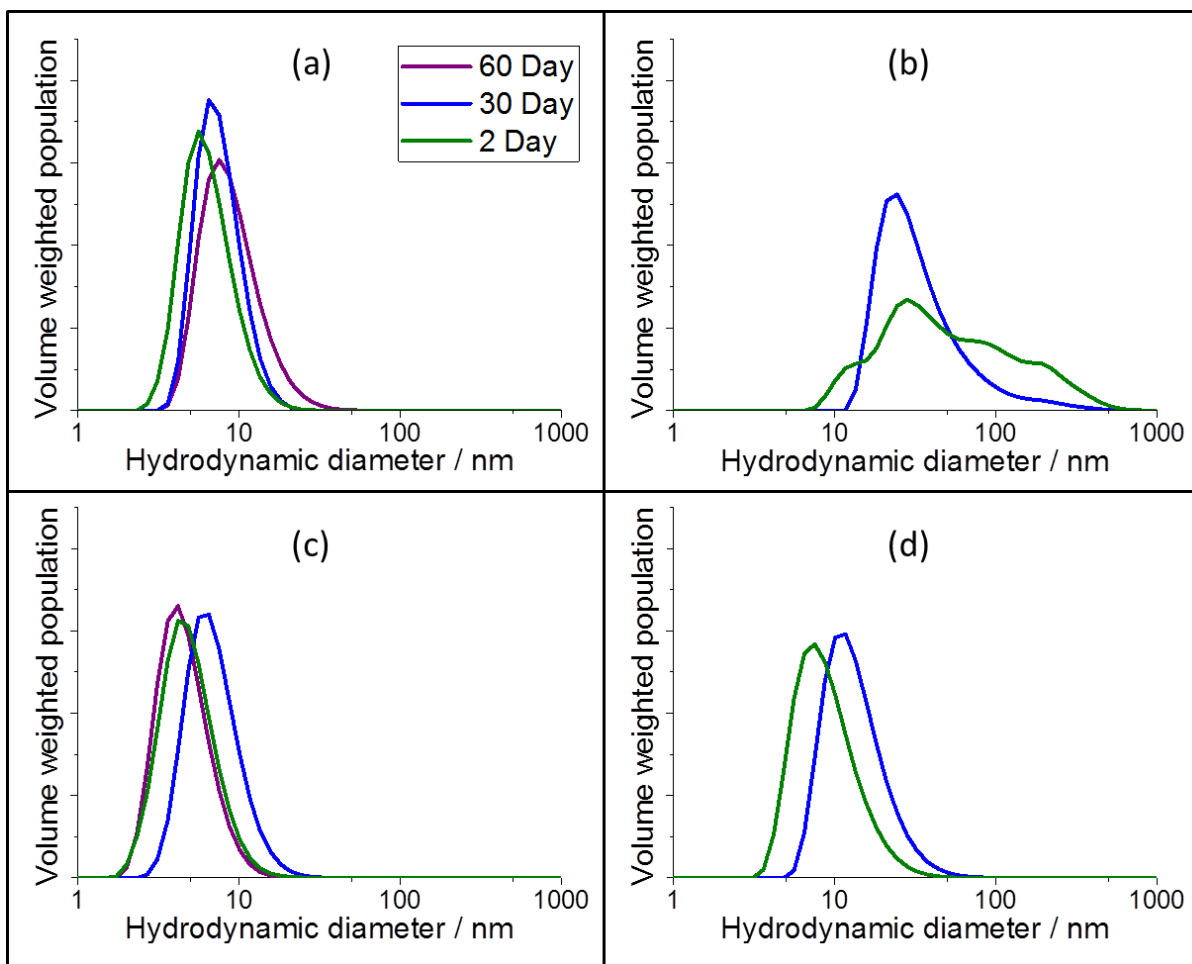 (a)
60 Day
30 Day
2 Day
Volume weighted population
1 10 100 1000
Hydrodynamic diameter / nm
(b)
Volume weighted population
1 10 100 1000
Hydrodynamic diameter / nm
(c)
Volume weighted population
1 10 100 1000
Hydrodynamic diameter / nm
(d)
Volume weighted population
1 10 100 1000
Hydrodynamic diameter / nm